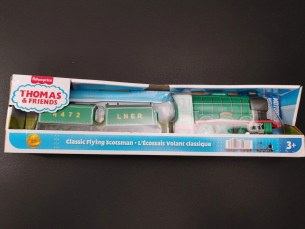 Fisher-Price
THOMAS
& FRIENDS
4472
LNER
Classic Flying Scotsman • L'Écossais Volant classique
3+